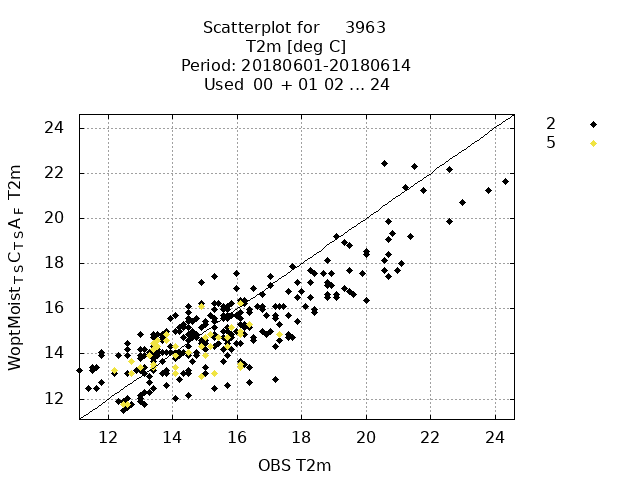 Scatterplot for 3963
T2m [deg C]
Period: 20180601-20180614
Used 00 + 01 02 ... 24
2
5
24
22
20
18
16
14
12
WoptMoist T S C T S A F T2m
12 14 16 18 20 22 24
OBS T2m